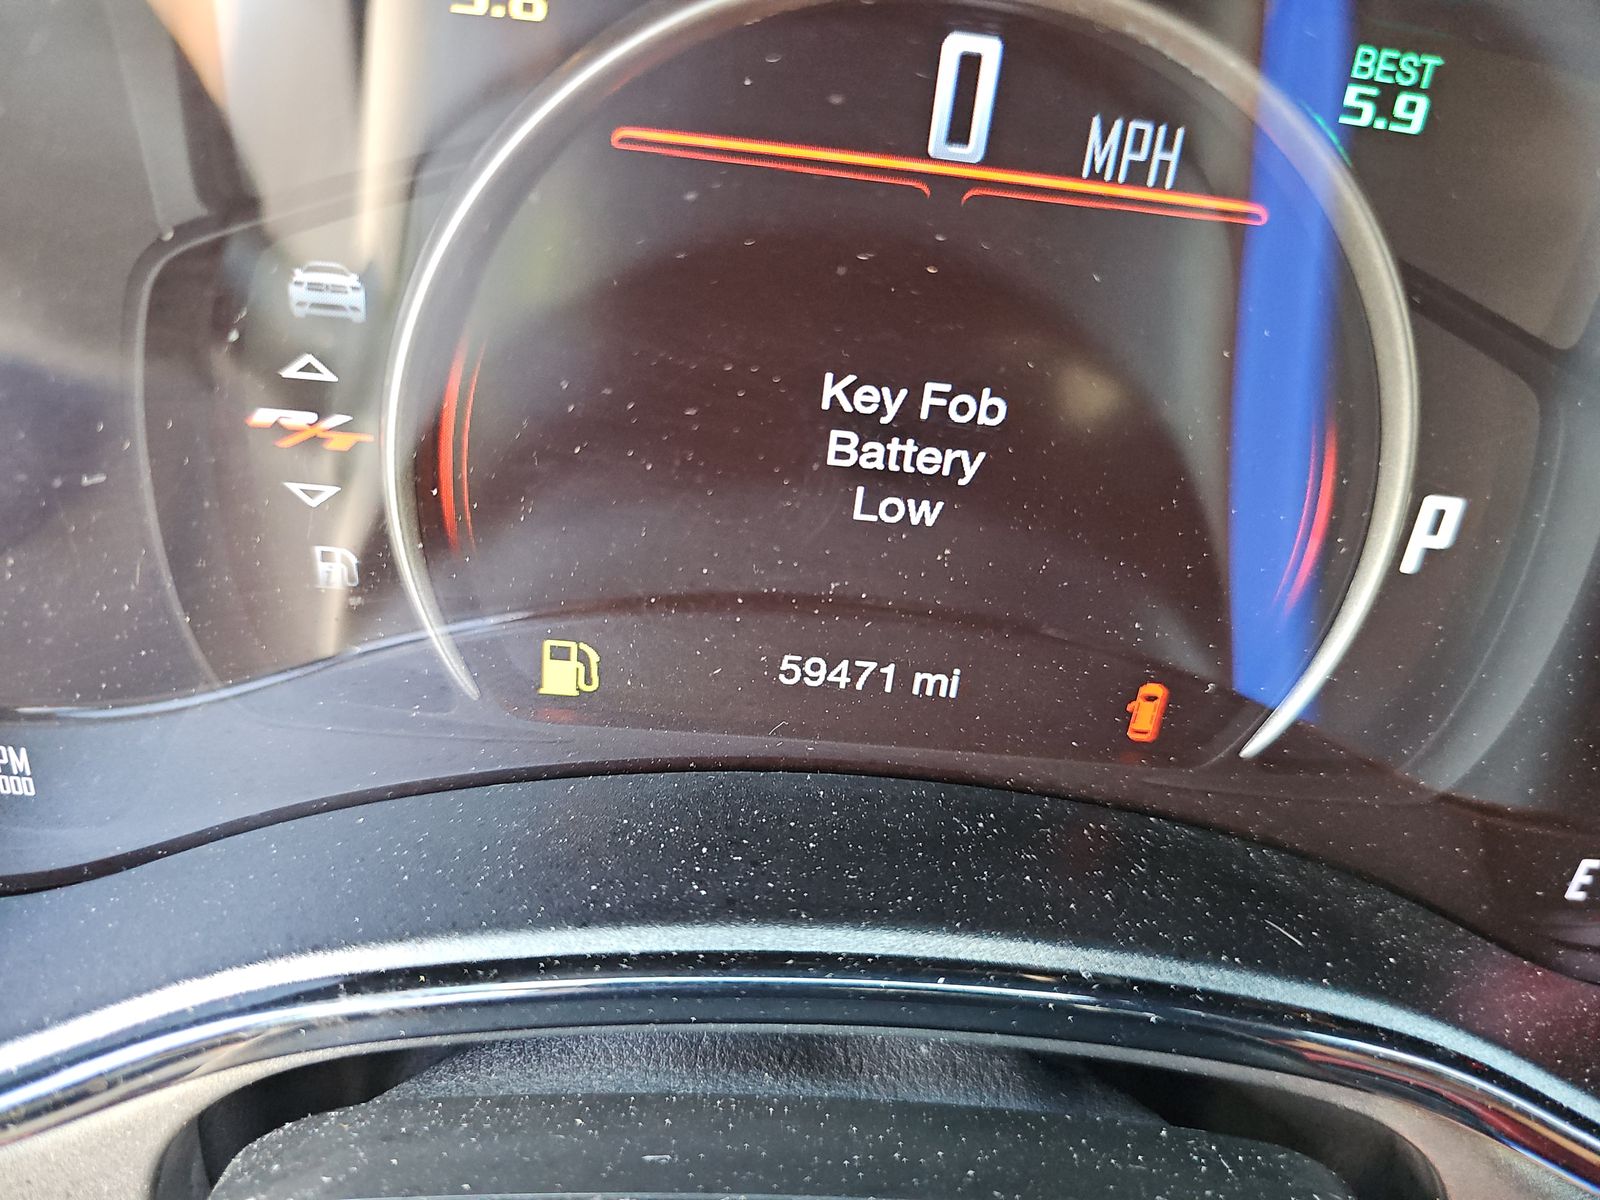 0
MPH
BEST
5.9
R/T
Key Fob
Battery
Low
P
59471 mi
E